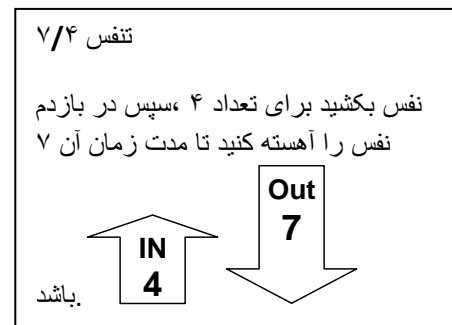 تنفس ۷/۴
نفس بکشید برای تعداد ۴ ،سپس در بازدم
نفس را آهسته کنید تا مدت زمان آن ۷
Out
7
IN
4
باشد.